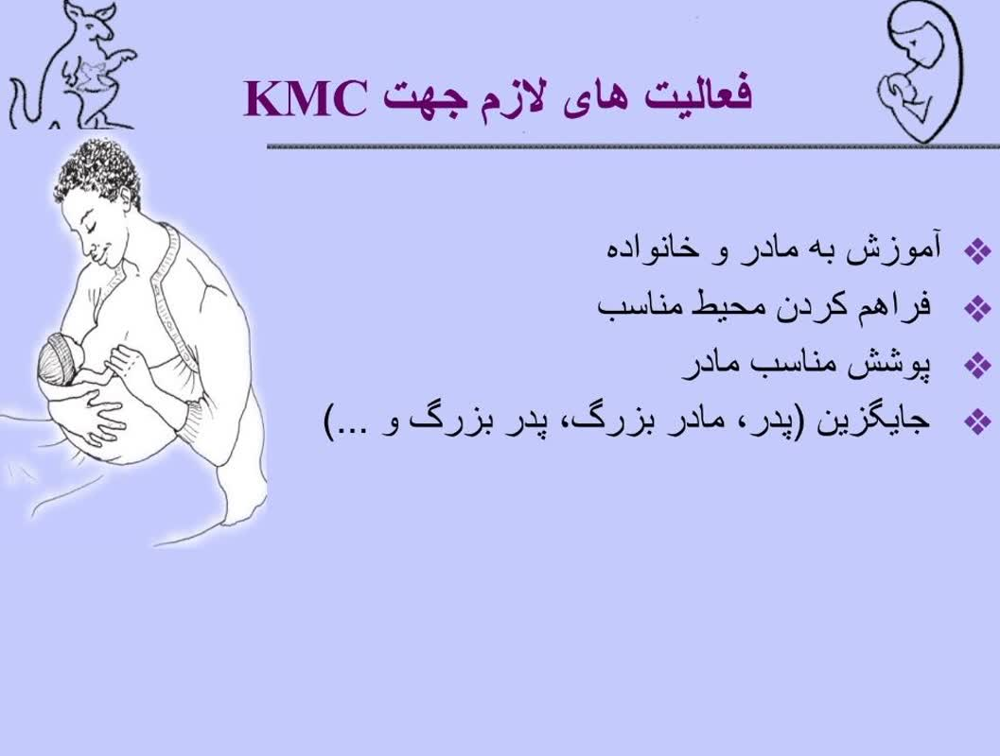 فعالیت های لازم جهت KMC
آموزش به مادر و خانواده
فراهم کردن محیط مناسب
پوشش مناسب مادر
جایگزین (پدر، مادر بزرگ، پدر بزرگ و ...)